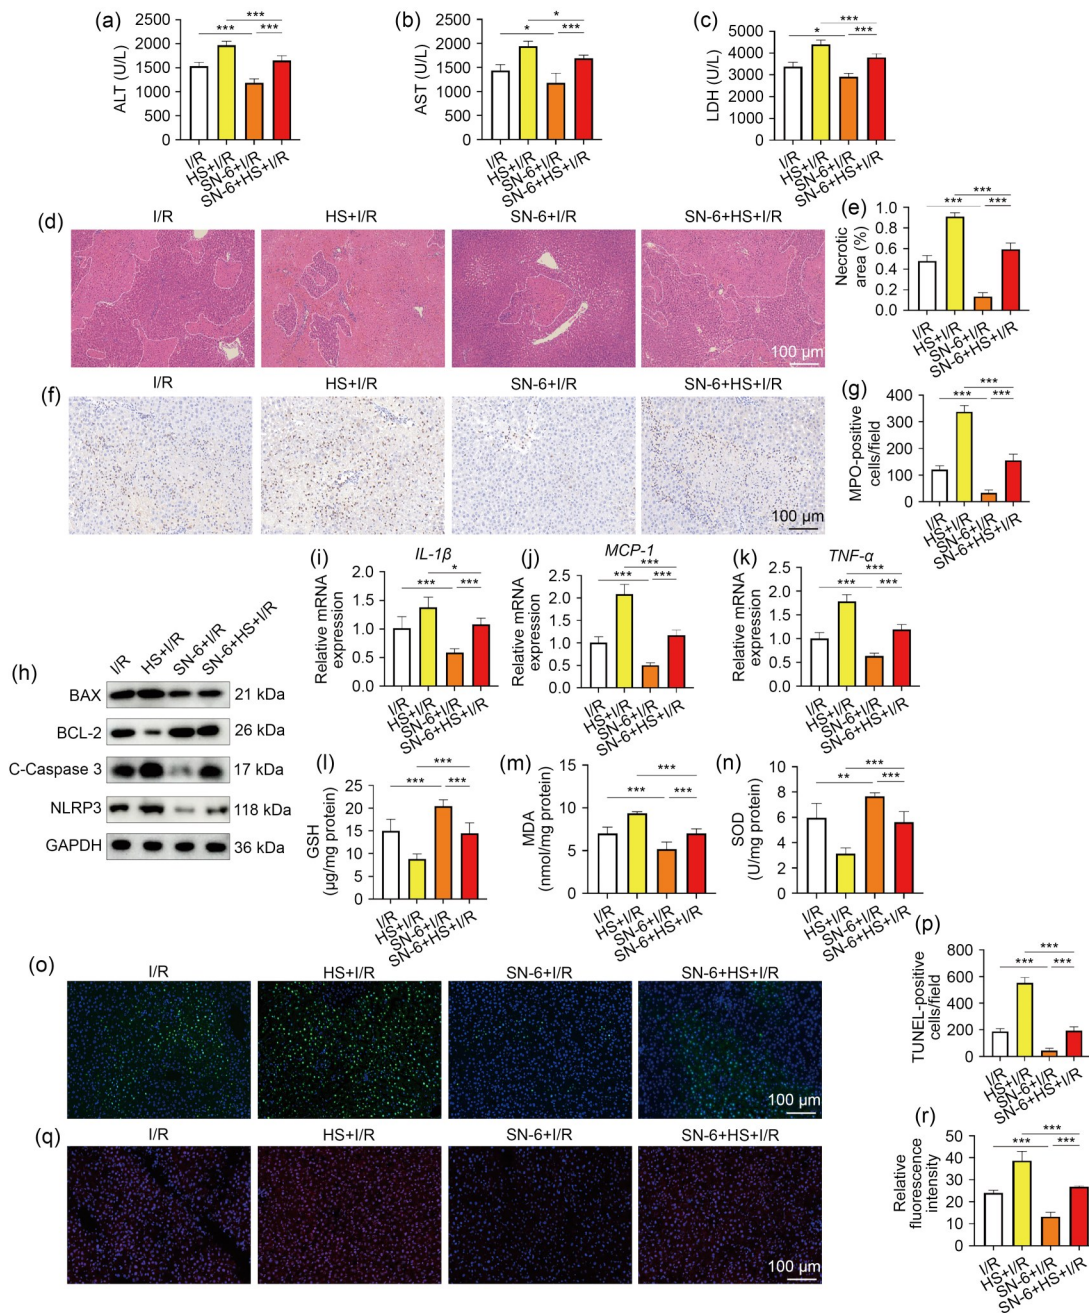 (a)
***
***
***
ALT (U/L)
2500
2000
1500
1000
500
0
I/R
HS+I/R
SN-6+I/R
SN-6+HS+I/R
(b)
*
*
***
AST (U/L)
2500
2000
1500
1000
500
0
I/R
HS+I/R
SN-6+I/R
SN-6+HS+I/R
(c)
***
*
***
LDH (U/L)
5000
4000
3000
2000
1000
0
I/R
HS+I/R
SN-6+I/R
SN-6+HS+I/R
(d)
I/R
HS+I/R
SN-6+I/R
SN-6+HS+I/R
100 μm
(e)
***
***
***
Necrotic
area (%)
1.0
0.8
0.6
0.4
0.2
0.0
I/R
HS+I/R
SN-6+I/R
SN-6+HS+I/R
(f)
I/R
HS+I/R
SN-6+I/R
SN-6+HS+I/R
100 μm
(g)
***
***
***
MPO-positive
cells/field
400
300
200
100
0
I/R
HS+I/R
SN-6+I/R
SN-6+HS+I/R
(h)
I/R
HS+I/R
SN-6+I/R
SN-6+HS+I/R
BAX
21 kDa
BCL-2
26 kDa
C-Caspase 3
17 kDa
NLRP3
118 kDa
GAPDH
36 kDa
(i)
IL-1β
*
***
***
Relative mRNA
expression
2.0
1.5
1.0
0.5
0.0
I/R
HS+I/R
SN-6+I/R
SN-6+HS+I/R
(j)
MCP-1
***
***
***
Relative mRNA
expression
2.5
2.0
1.5
1.0
0.5
0.0
I/R
HS+I/R
SN-6+I/R
SN-6+HS+I/R
(k)
TNF-α
***
***
***
Relative mRNA
expression
2.5
2.0
1.5
1.0
0.5
0.0
I/R
HS+I/R
SN-6+I/R
SN-6+HS+I/R
(l)
***
***
***
GSH
(μg/mg protein)
25
20
15
10
5
0
I/R
HS+I/R
SN-6+I/R
SN-6+HS+I/R
(m)
***
***
***
MDA
(nmol/mg protein)
15
10
5
0
I/R
HS+I/R
SN-6+I/R
SN-6+HS+I/R
(n)
***
**
***
SOD
(U/mg protein)
10
8
6
4
2
0
I/R
HS+I/R
SN-6+I/R
SN-6+HS+I/R
(o)
I/R
HS+I/R
SN-6+I/R
SN-6+HS+I/R
100 μm
(p)
***
***
***
TUNEL-positive
cells/field
800
600
400
200
0
I/R
HS+I/R
SN-6+I/R
SN-6+HS+I/R
(q)
I/R
HS+I/R
SN-6+I/R
SN-6+HS+I/R
100 μm
(r)
***
***
***
Relative
fluorescence
intensity
50
40
30
20
10
0
I/R
HS+I/R
SN-6+I/R
SN-6+HS+I/R